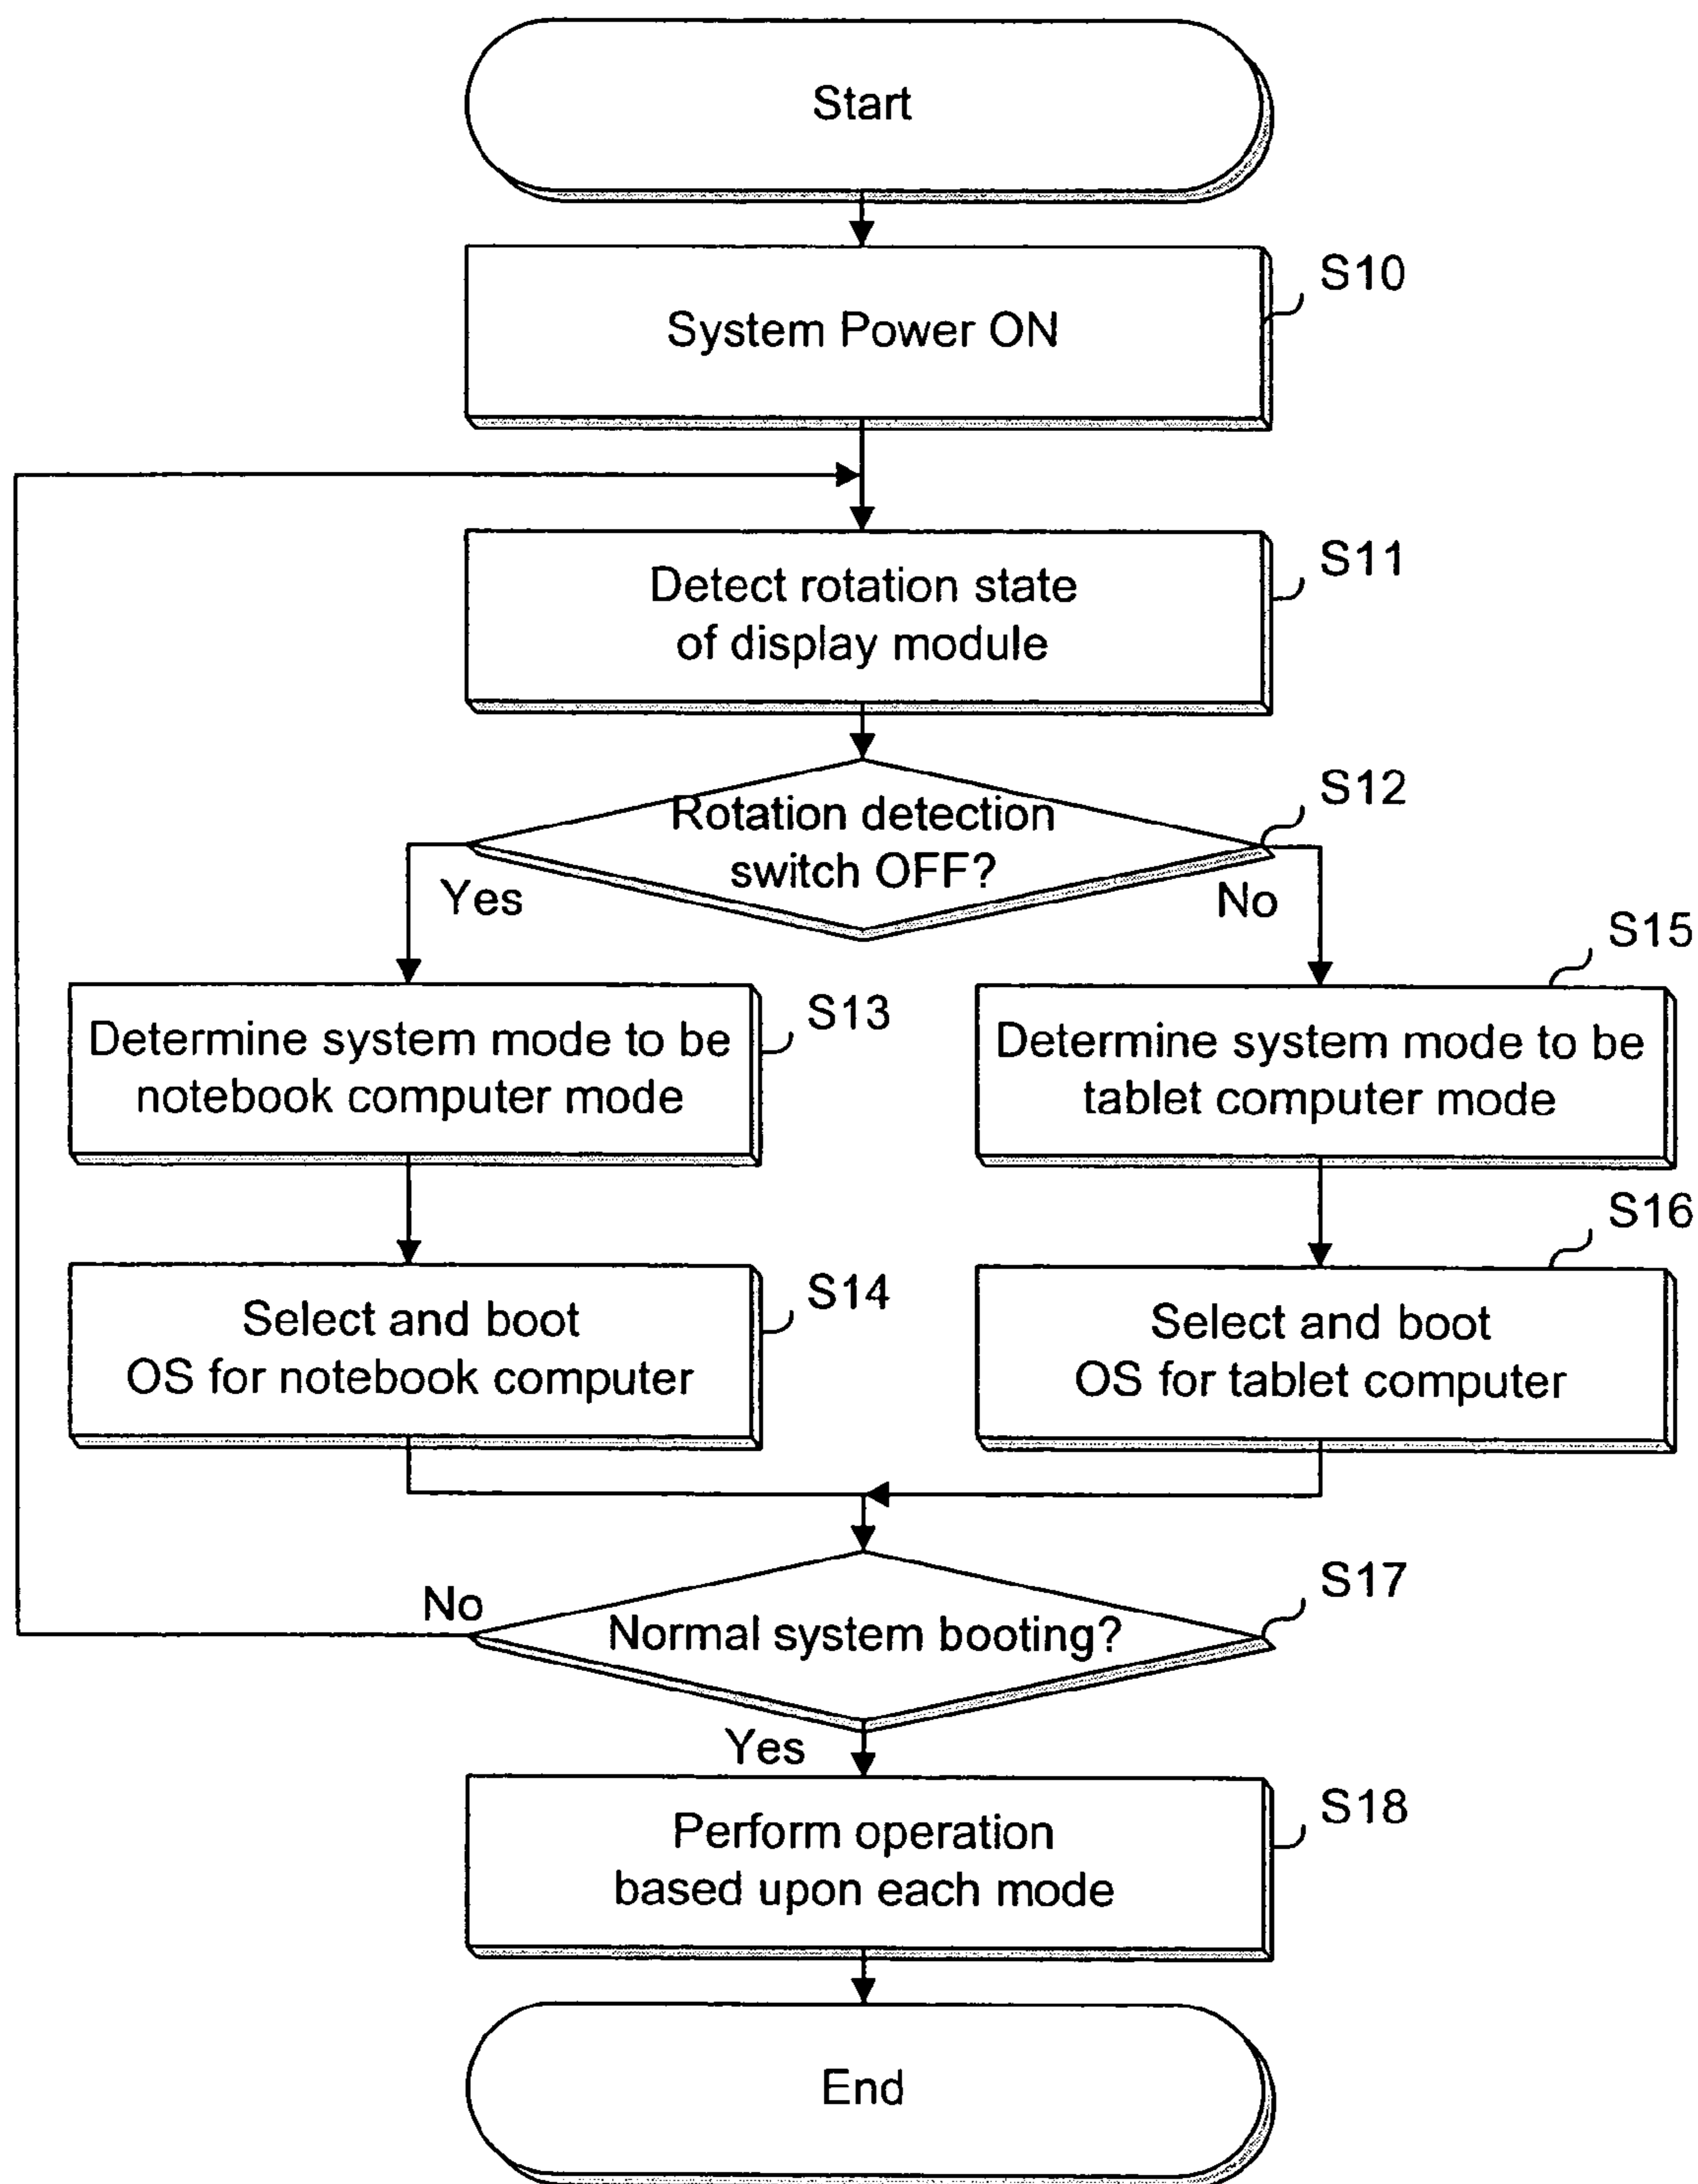 Start
S10
System Power ON
S11
Detect rotation state
of display module
S12
Rotation detection
switch OFF?
Yes
No
S13
Determine system mode to be
notebook computer mode
S15
Determine system mode to be
tablet computer mode
S14
Select and boot
OS for notebook computer
S16
Select and boot
OS for tablet computer
S17
Normal system booting?
No
Yes
S18
Perform operation
based upon each mode
End